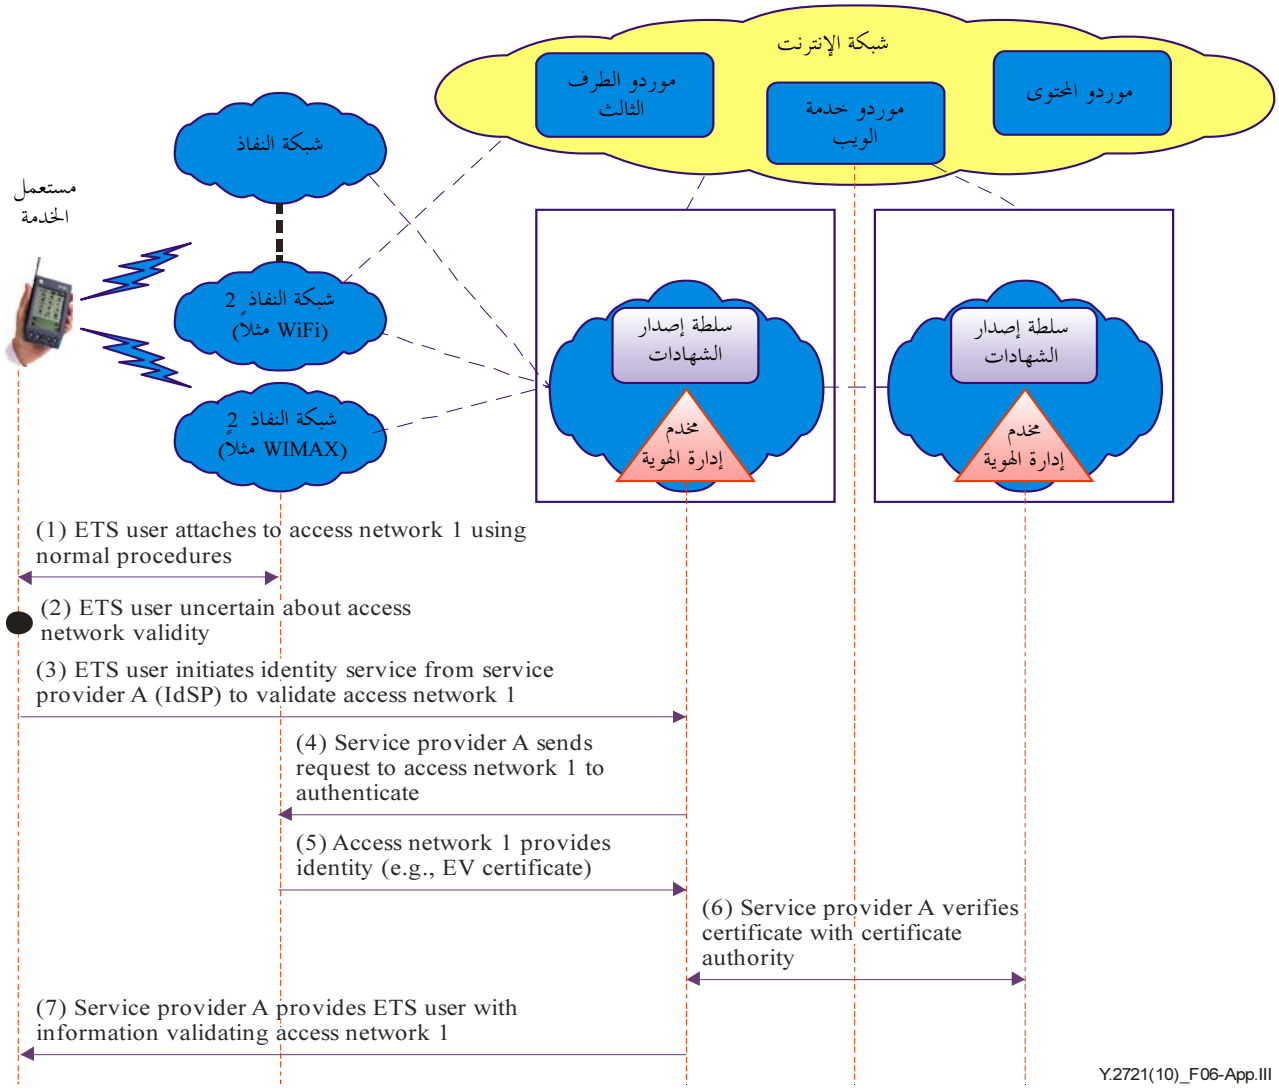 شبكة الإنترنت
موردو الطرف
الثالث
موردو خدمة
الويب
موردو المحتوى
شبكة النفاذ
مستعمل
الخدمة
شبكة النفاذ 2
(WiFi مثلاً)
شبكة النفاذ 2
(WIMAX مثلاً)
سلطة إصدار
الشهادات
مخدم
إدارة الهوية
سلطة إصدار
الشهادات
مخدم
إدارة الهوية
(1) ETS user attaches to access network 1 using
normal procedures
(2) ETS user uncertain about access
network validity
(3) ETS user initiates identity service from service
provider A (IdSP) to validate access network 1
(4) Service provider A sends
request to access network 1 to
authenticate
(5) Access network 1 provides
identity (e.g., EV certificate)
(6) Service provider A verifies
certificate with certificate
authority
(7) Service provider A provides ETS user with
information validating access network 1
Y.2721(10)_F06-App.III